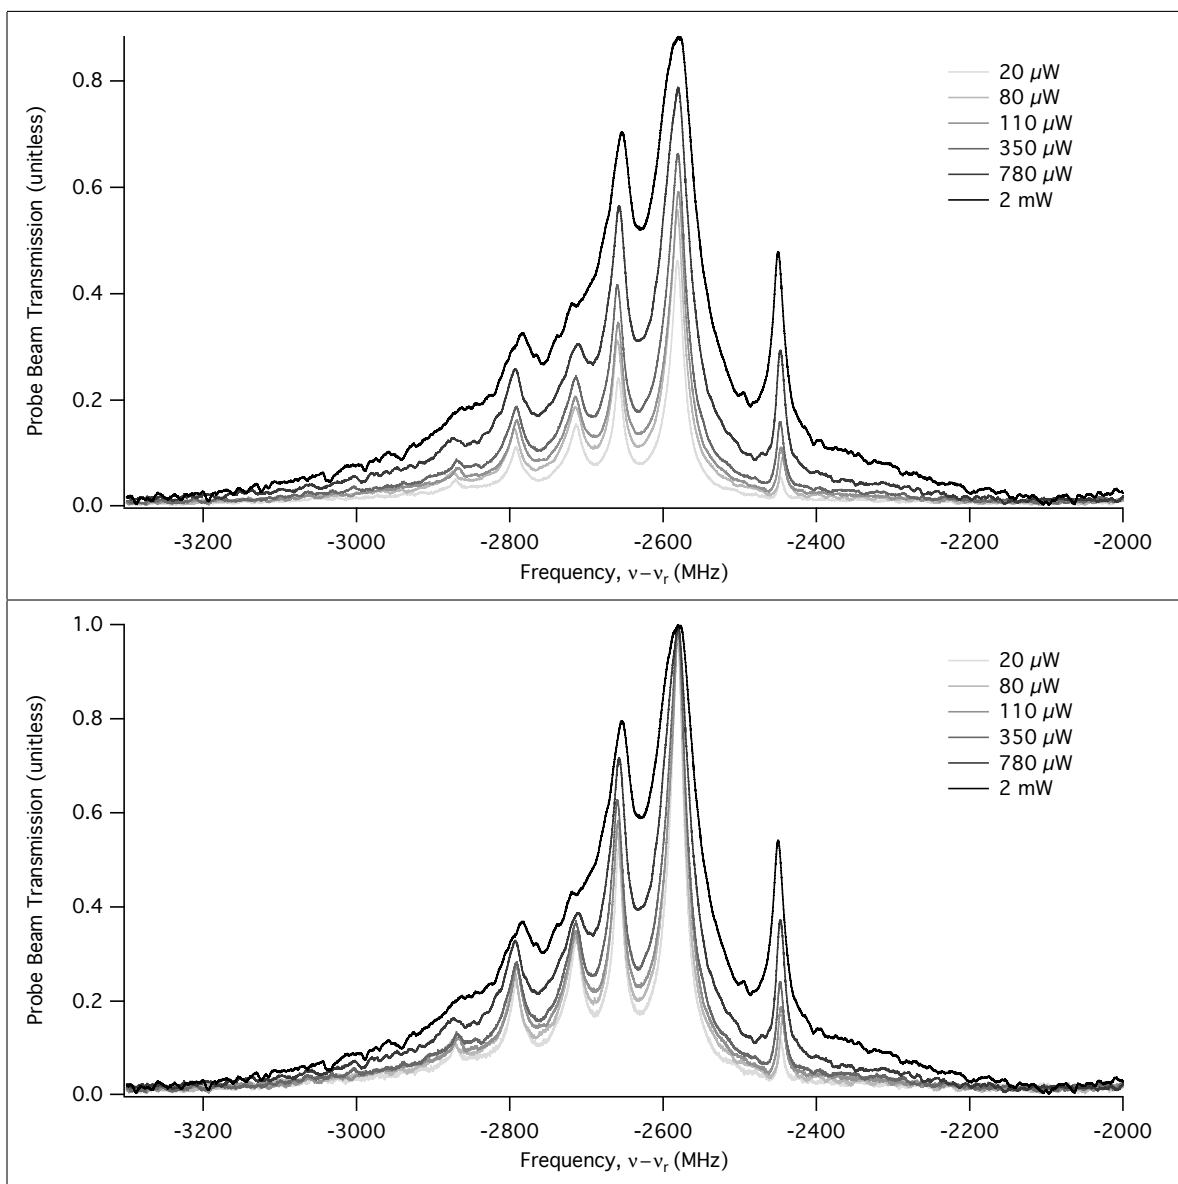 Probe Beam Transmission (unitless)
0.8
0.6
0.4
0.2
0.0
20 µW
80 µW
110 µW
350 µW
780 µW
2 mW
-3200 -3000 -2800 -2600 -2400 -2200 -2000
Frequency, ν−νr (MHz)
Probe Beam Transmission (unitless)
1.0
0.8
0.6
0.4
0.2
0.0
20 µW
80 µW
110 µW
350 µW
780 µW
2 mW
-3200 -3000 -2800 -2600 -2400 -2200 -2000
Frequency, ν−νr (MHz)